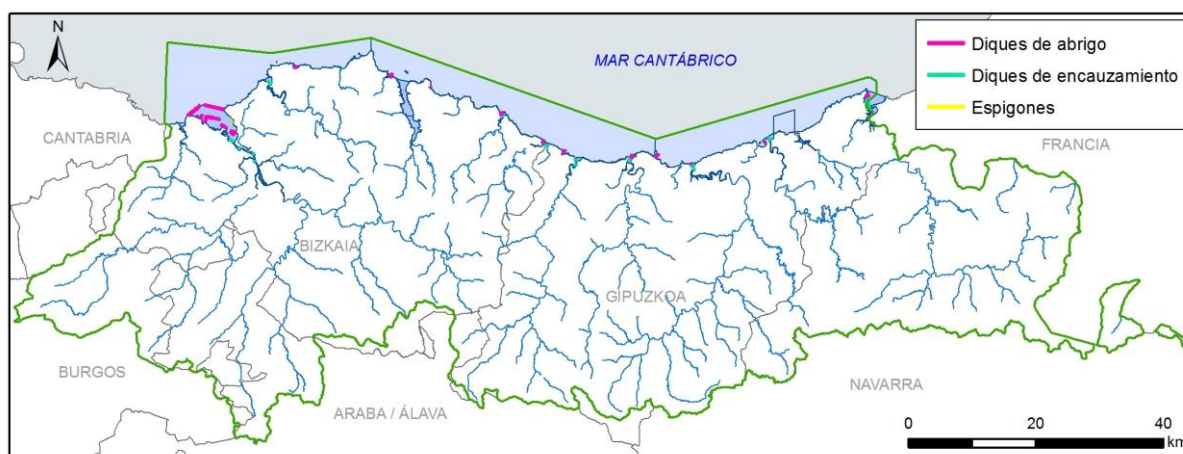 N
MAR CANTÁBRICO
Diques de abrigo
Diques de encauzamiento
Espigones
CANTABRIA
FRANCIA
BIZKAIA
GIPUZKOA
BURGOS
NAVARRA
ARABA / ÁLAVA
0 20 40
km